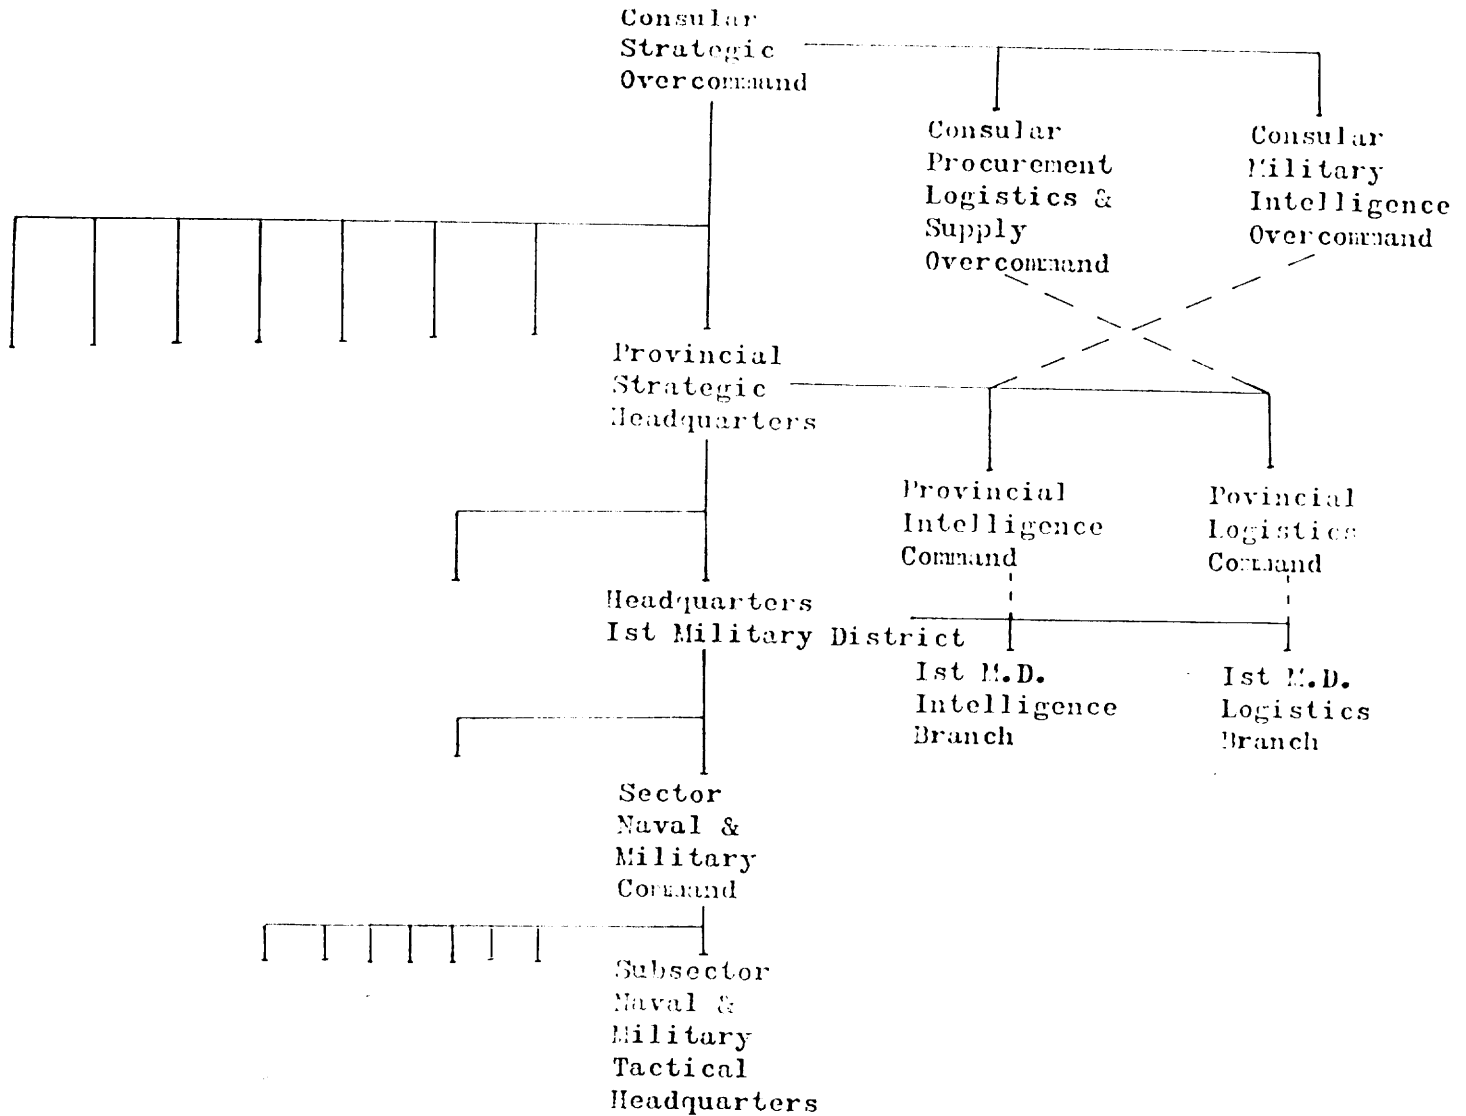 Consular
Strategic
Overcommand
Consular
Procurement
Logistics &
Supply
Overcommand
Consular
Military
Intelligence
Overcommand
Provincial
Strategic
Headquarters
Provincial
Intelligence
Command
Povincial
Logistics
Command
Headquarters
Ist Military District
Ist M.D.
Intelligence
Branch
Ist M.D.
Logistics
Branch
Sector
Naval &
Military
Command
Subsector
Naval &
Military
Tactical
Headquarters